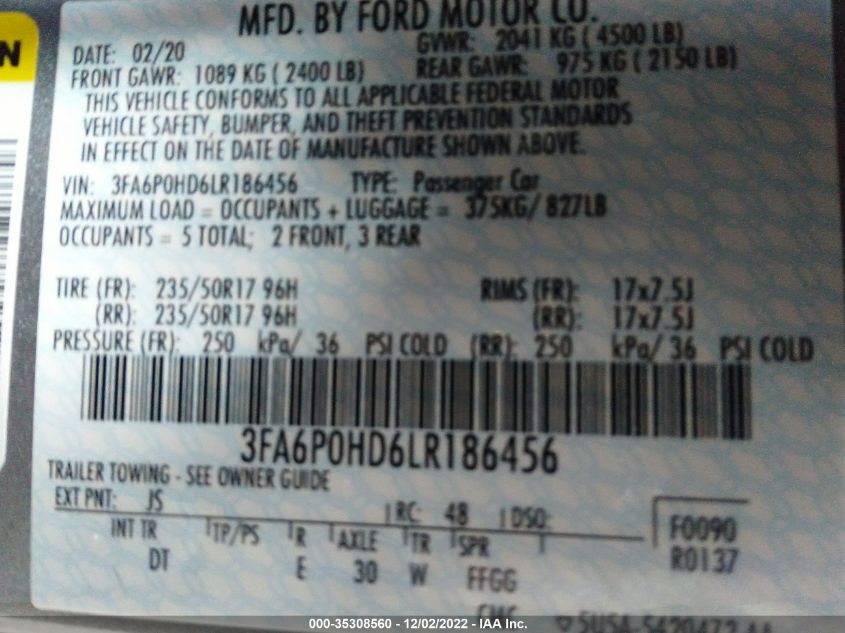 MFD. BY FORD MOTOR CO.
DATE: 02/20 GVWR: 2041 KG ( 4500 LB)
FRONT GAWR: 1089 KG ( 2400 LB) REAR GAWR: 975 KG ( 2150 LB)
THIS VEHICLE CONFORMS TO ALL APPLICABLE FEDERAL MOTOR
VEHICLE SAFETY, BUMPER, AND THEFT PREVENTION STANDARDS
IN EFFECT ON THE DATE OF MANUFACTURE SHOWN ABOVE.
VIN: 3FA6P0HD6LR186456 TYPE: Passenger Car
MAXIMUM LOAD = OCCUPANTS + LUGGAGE = 375KG/ 827LB
OCCUPANTS = 5 TOTAL; 2 FRONT, 3 REAR
TIRE (FR): 235/50R17 96H RIMS (FR): 17x7.5J
(RR): 235/50R17 96H (RR): 17x7.5J
PRESSURE (FR): 250 kPa/ 36 PSI COLD (RR): 250 kPa/ 36 PSI COLD
3FA6P0HD6LR186456
TRAILER TOWING - SEE OWNER GUIDE
EXT PNT: JS RC: 48 DSO: F0090
INT TR TP/PS R AXLE TR SPR R0137
DT E 30 W FFGG
000-35308560 - 12/02/2022 - IAA Inc.